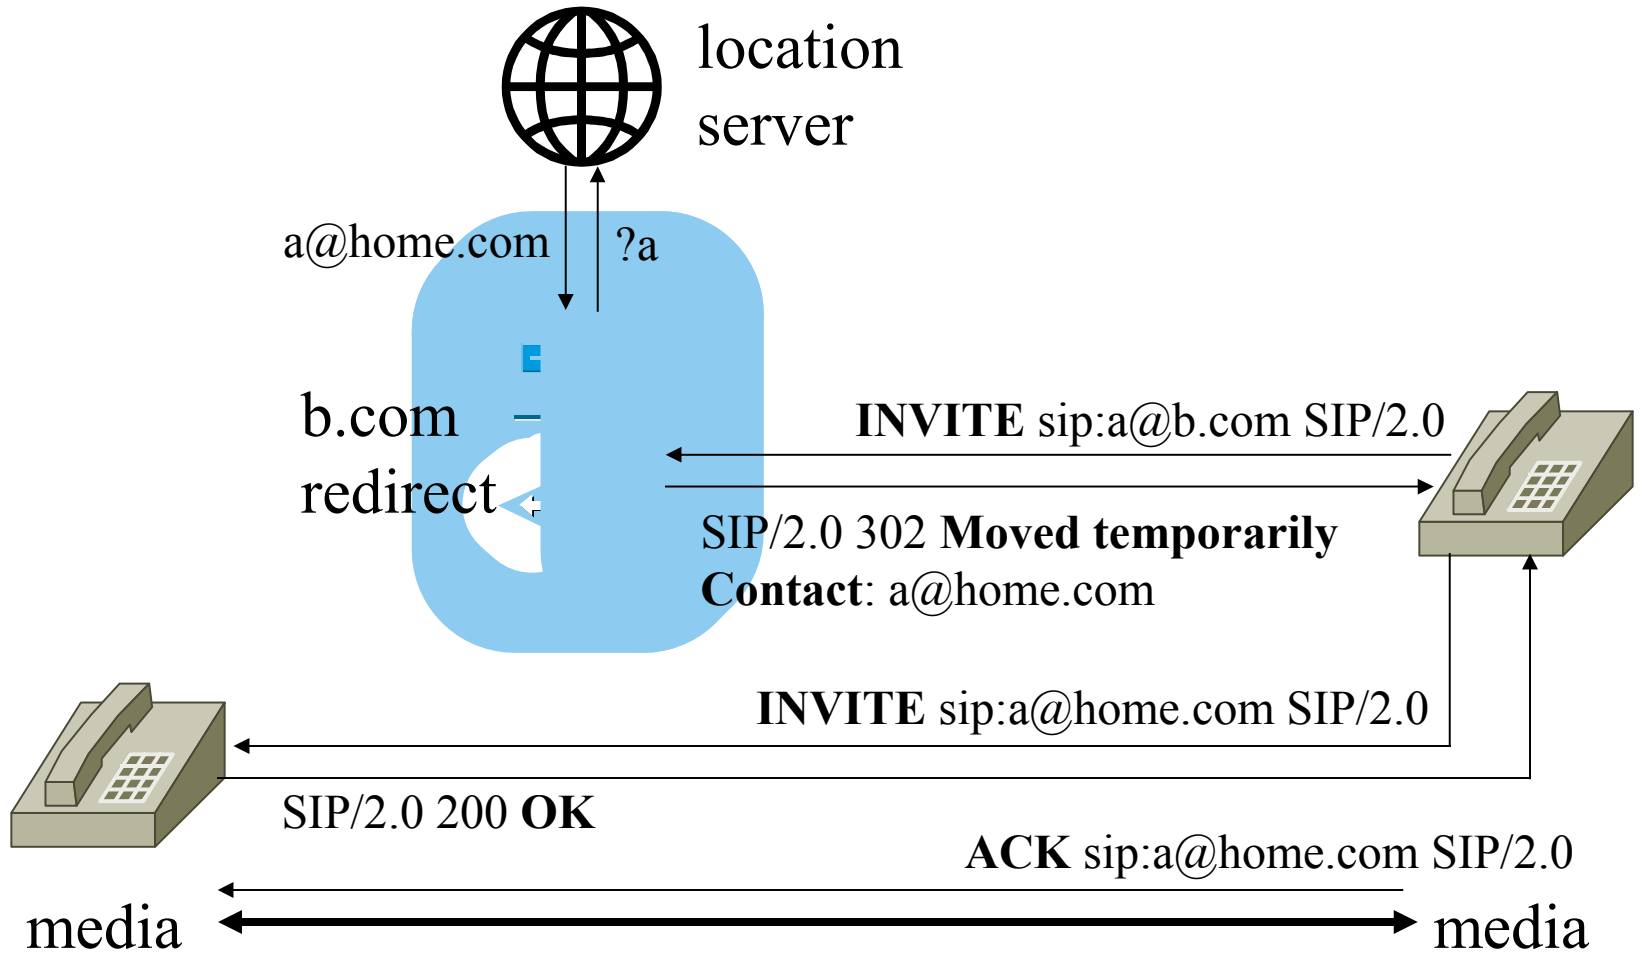 location
server
a@home.com
?a
b.com
redirect
INVITE sip:a@b.com SIP/2.0
SIP/2.0 302 Moved temporarily
Contact: a@home.com
INVITE sip:a@home.com SIP/2.0
SIP/2.0 200 OK
ACK sip:a@home.com SIP/2.0
media
media